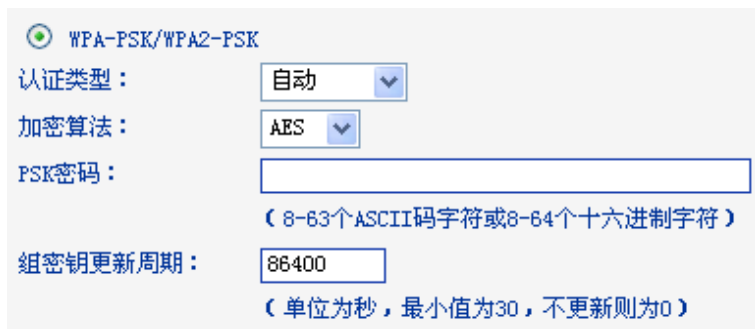 WPA-PSK/WPA2-PSK
认证类型： 自动
加密算法： AES
PSK密码：
（8-63个ASCII码字符或8-64个十六进制字符）
组密钥更新周期： 86400
（单位为秒，最小值为30，不更新则为0）